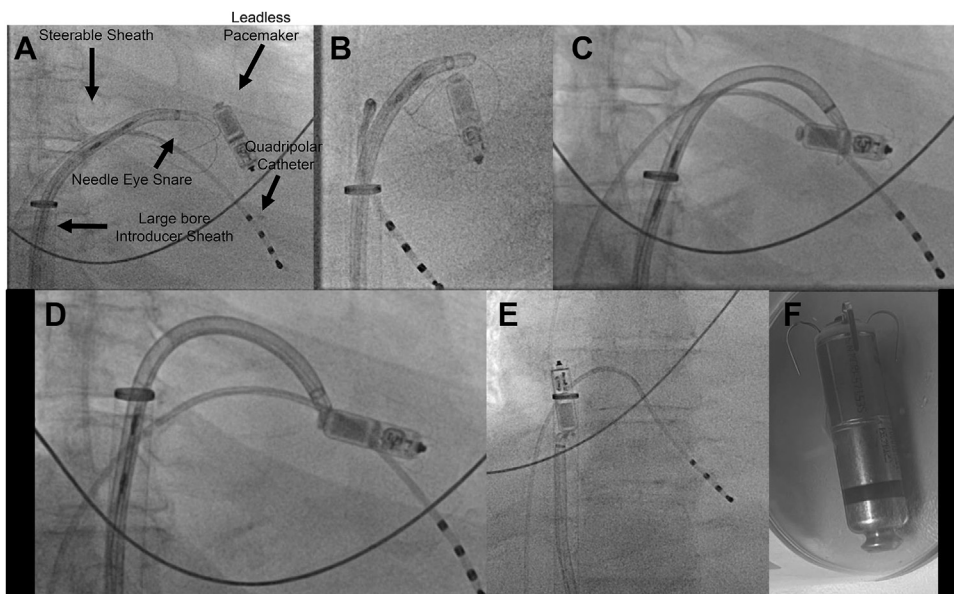 A
Steerable Sheath
Leadless
Pacemaker
Needle Eye Snare
Quadripolar
Catheter
Large bore
Introducer Sheath
B
C
D
E
F